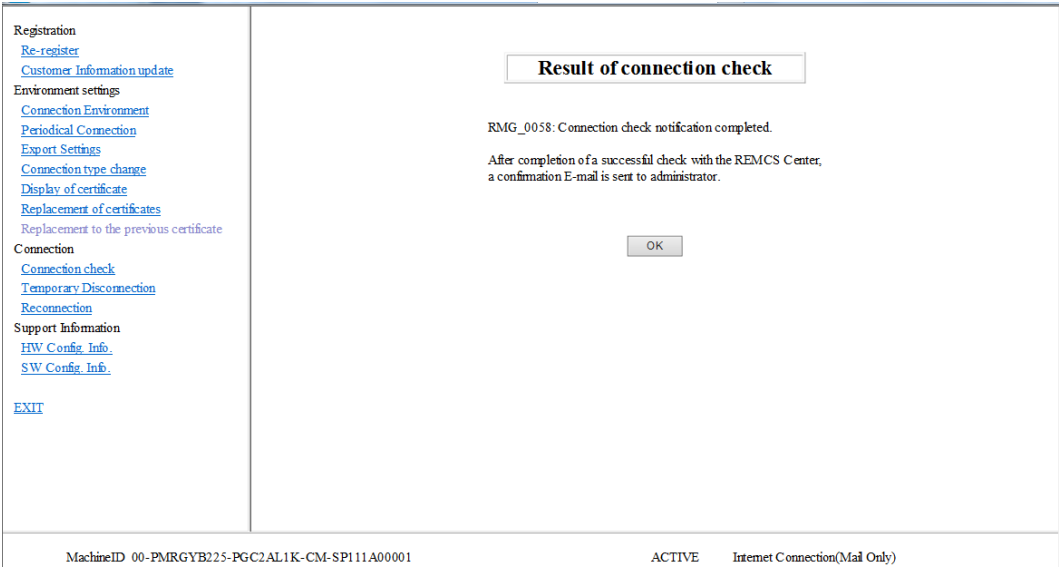 Registration
Re-register
Customer Information update
Environment settings
Connection Environment
Periodical Connection
Export Settings
Connection type change
Display of certificate
Replacement of certificates
Replacement to the previous certificate
Connection
Connection check
Temporary Disconnection
Reconnection
Support Information
HW Config. Info.
SW Config. Info.
EXIT
Result of connection check
RMG_0058: Connection check notification completed.
After completion of a successful check with the REMCS Center,
a confirmation E-mail is sent to administrator.
OK
MachineID 00-PMRGYB225-PGC2AL1K-CM-SP111A00001 ACTIVE Internet Connection(Mail Only)